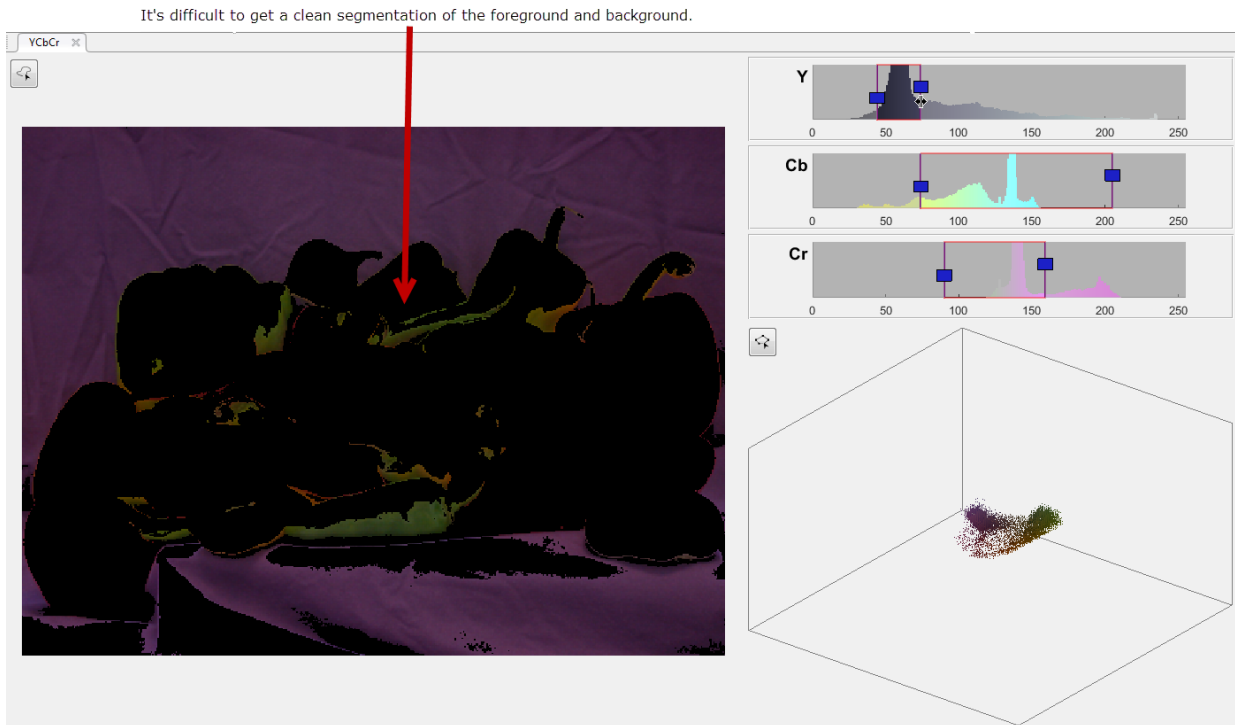 It's difficult to get a clean segmentation of the foreground and background.
YCbCr
Y
0 50 100 150 200 250
Cb
0 50 100 150 200 250
Cr
0 50 100 150 200 250